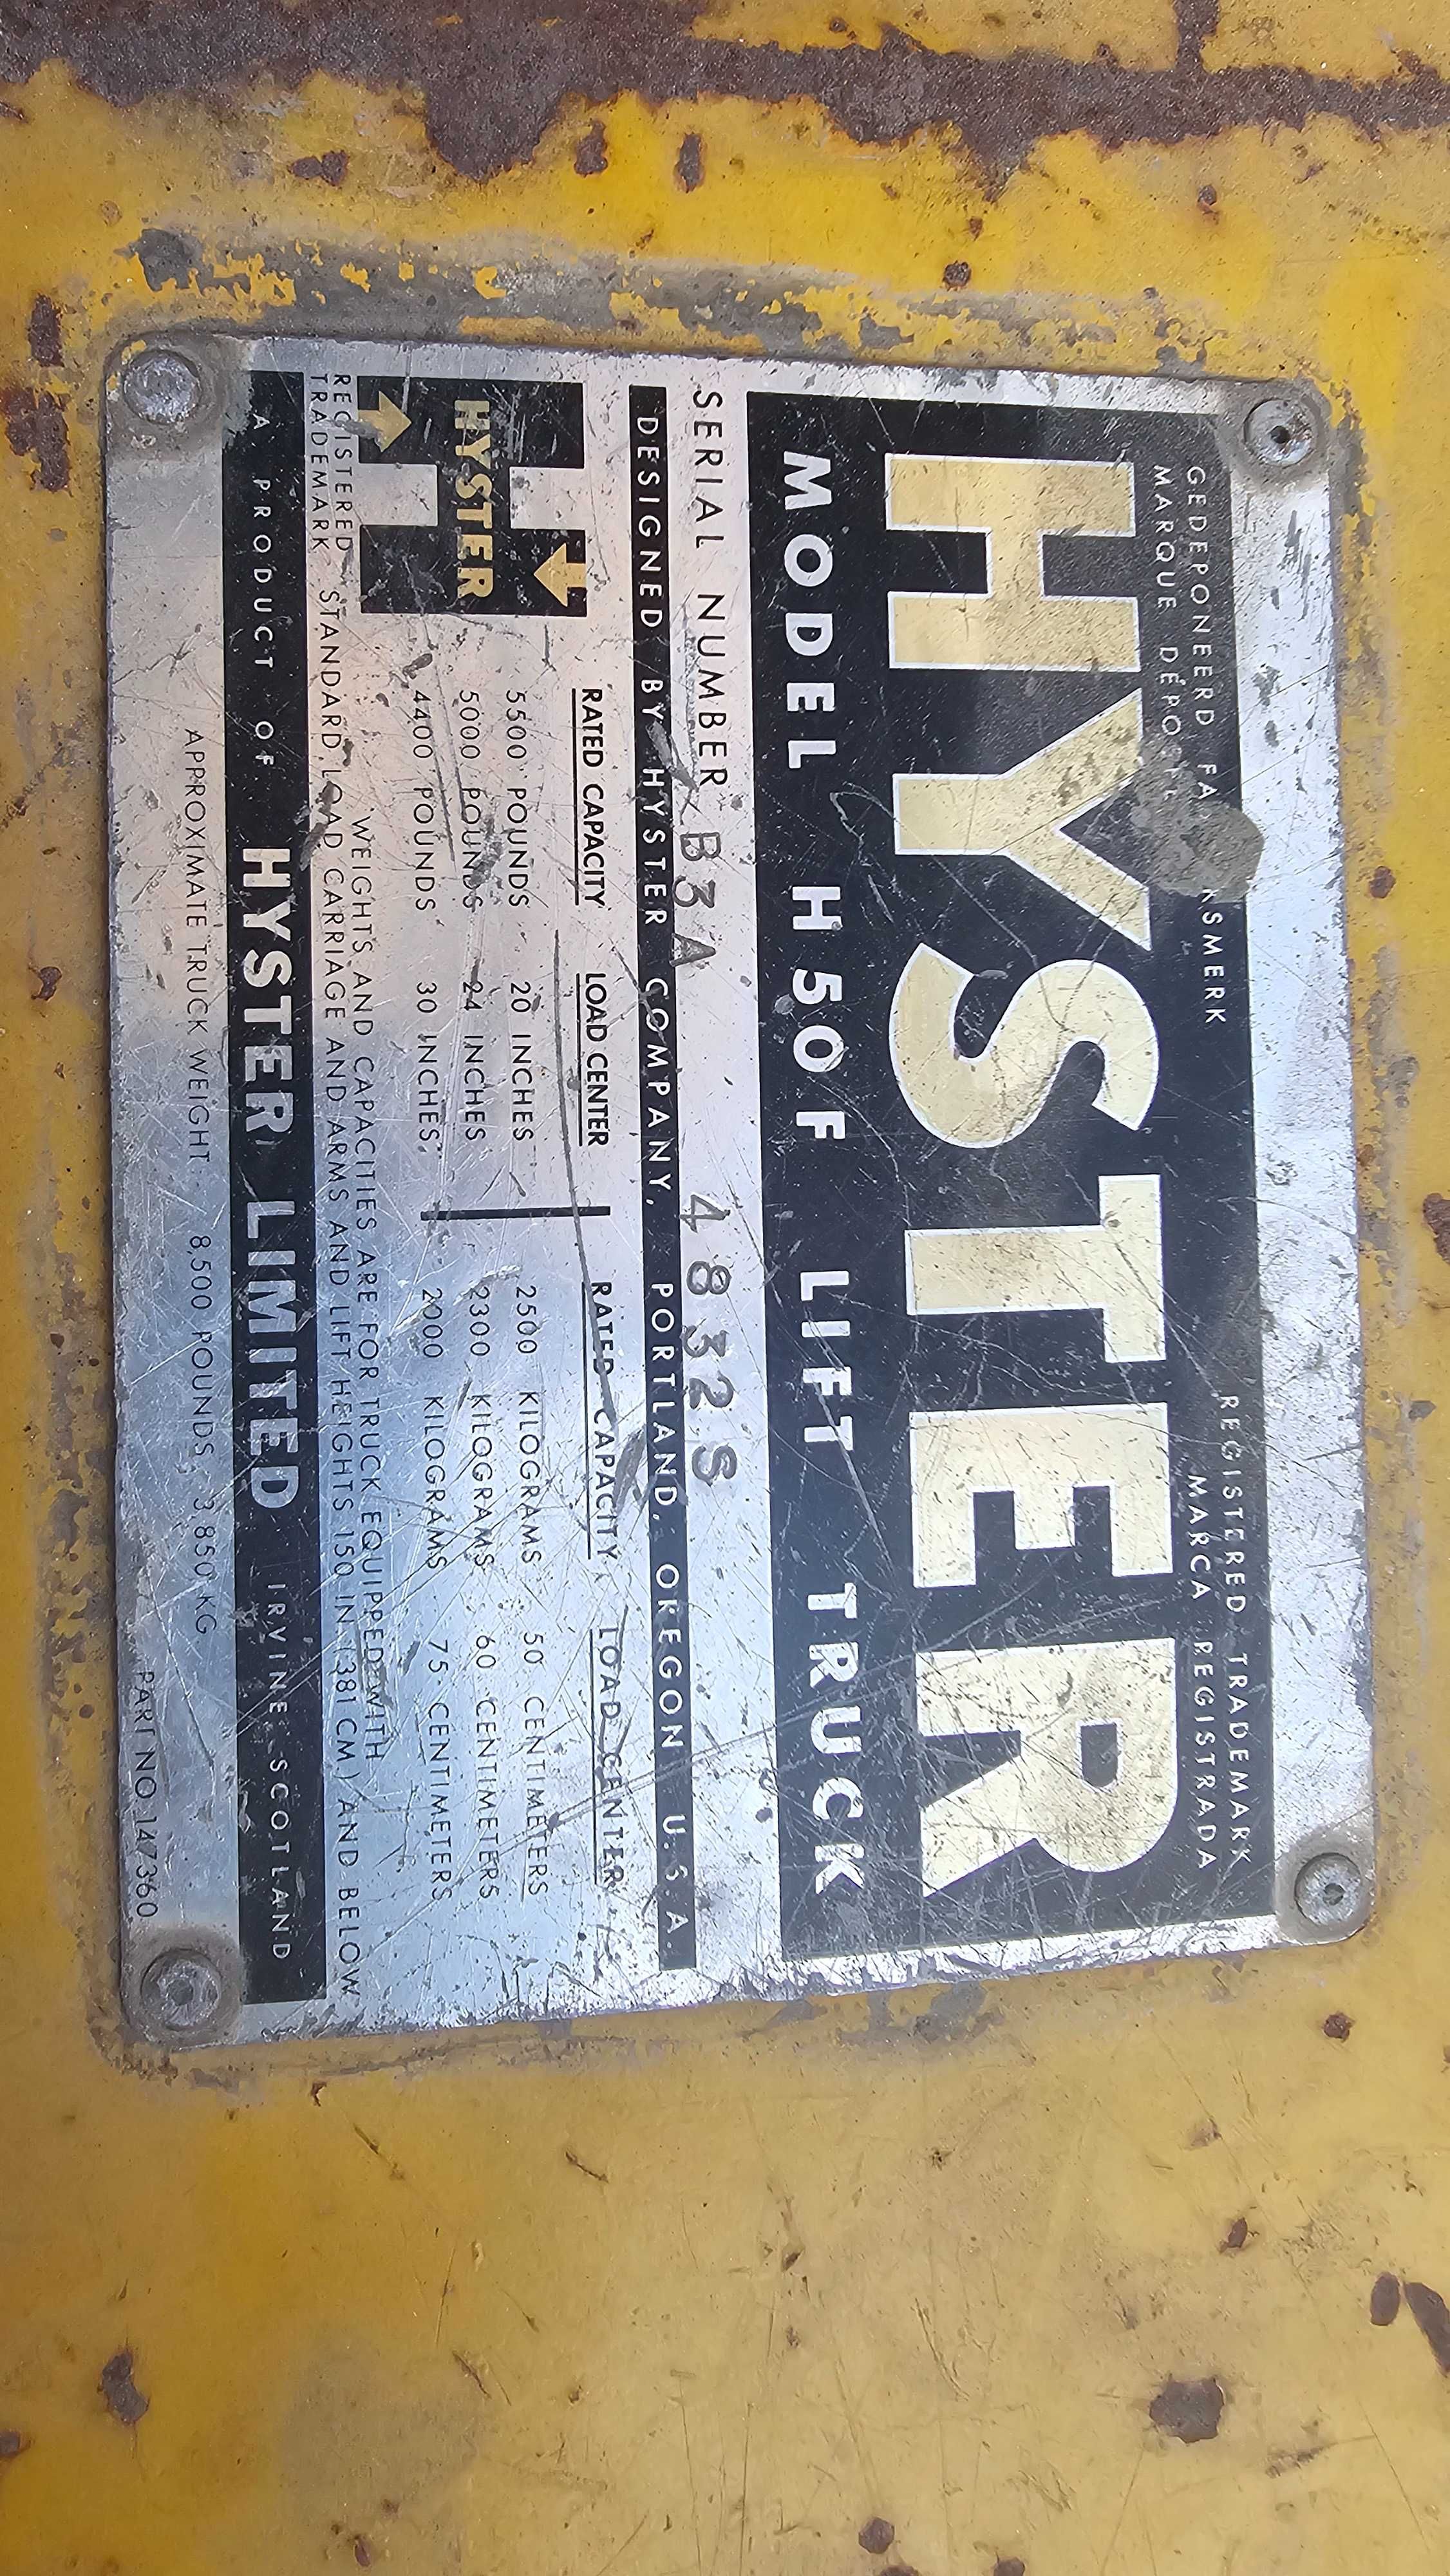 GEDEPONEERD REGISTERED TRADEMARK
MARQUE MARCA REGISTRADA
HYSTER
MODEL H50F LIFT TRUCK
SERIAL NUMBER B3A 4832S
DESIGNED BY HYSTER COMPANY, PORTLAND, OREGON U.S.A.
HYSTER
RATED CAPACITY LOAD CENTER RATED CAPACITY LOAD CENTER
5500 POUNDS 20 INCHES 2500 KILOGRAMS 50 CENTIMETERS
5000 POUNDS 24 INCHES 2300 KILOGRAMS 60 CENTIMETERS
4400 POUNDS 30 INCHES 2000 KILOGRAMS 75 CENTIMETERS
REGISTERED
TRADEMARK
WEIGHTS AND CAPACITIES ARE FOR TRUCK EQUIPPED WITH
STANDARD LOAD CARRIAGE AND ARMS AND LIFT HEIGHTS 150 IN. (381 CM.) AND BELOW
A PRODUCT OF HYSTER LIMITED IRVINE SCOTLAND
APPROXIMATE TRUCK WEIGHT 8,500 POUNDS, 3,850 KG
PART NO 147360